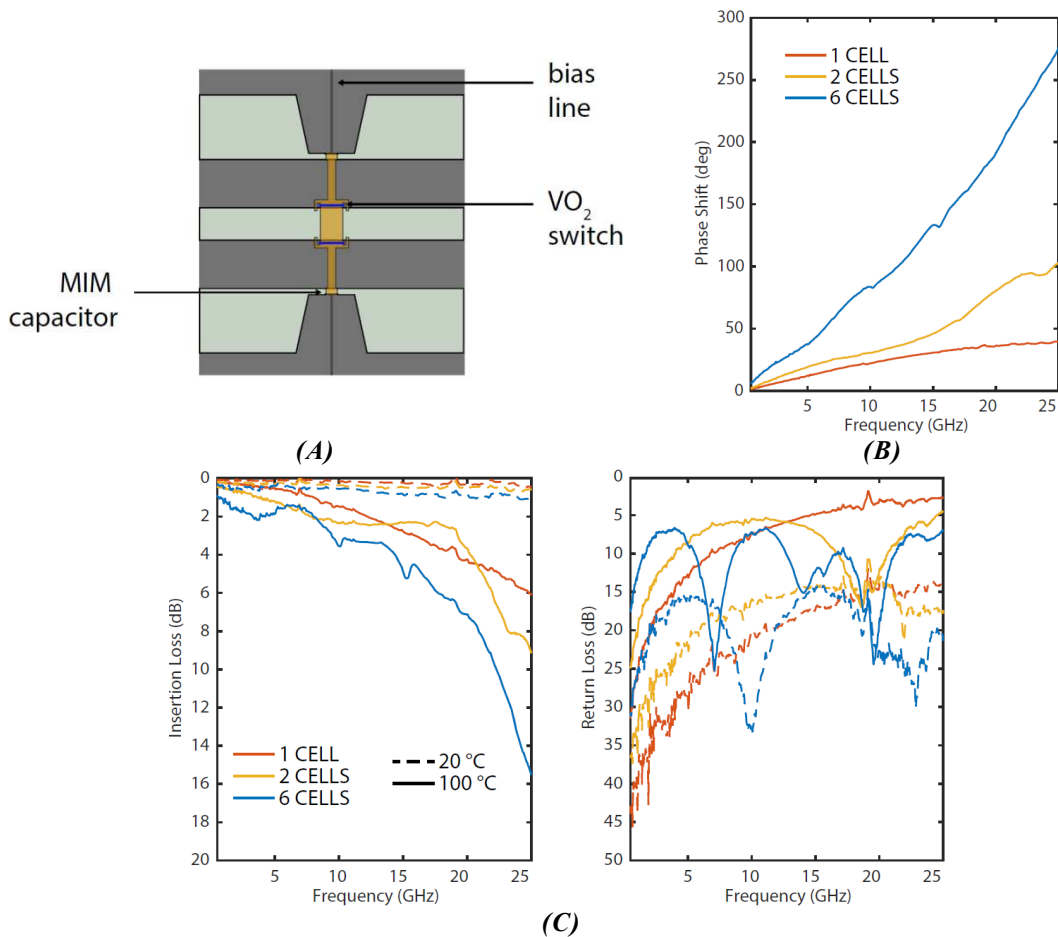 bias
line
VO2
switch
MIM
capacitor
(A)
(B)
300
250
200
150
100
50
0
Phase Shift (deg)
1 CELL
2 CELLS
6 CELLS
5
10
15
20
25
Frequency (GHz)
0
2
4
6
8
10
12
14
16
18
20
Insertion Loss (dB)
1 CELL
2 CELLS
6 CELLS
20 °C
100 °C
5
10
15
20
25
Frequency (GHz)
0
5
10
15
20
25
30
35
40
45
50
Return Loss (dB)
5
10
15
20
25
Frequency (GHz)
(C)